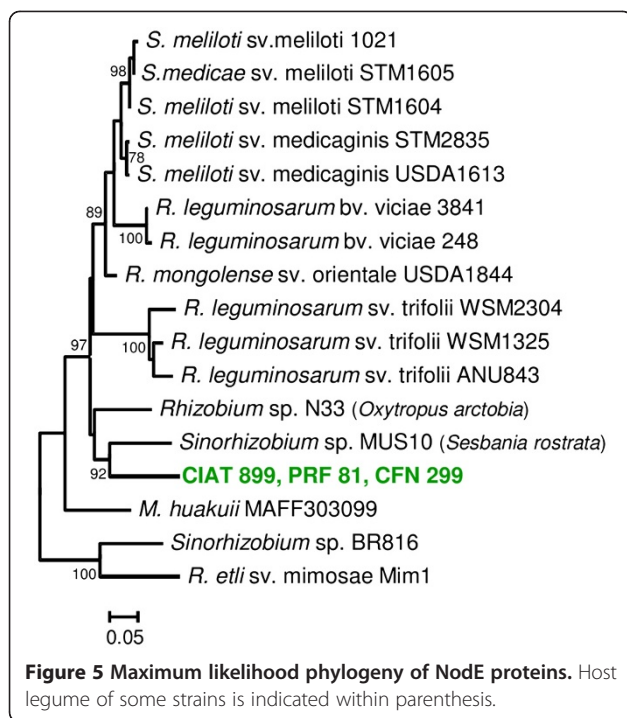 S. meliloti sv.meliloti 1021
98
S.medicae sv. meliloti STM1605
S. meliloti sv. meliloti STM1604
S. meliloti sv. medicaginis STM2835
78
S. meliloti sv. medicaginis USDA1613
R. leguminosarum bv. viciae 3841
89
100
R. leguminosarum bv. viciae 248
R. mongolense sv. orientale USDA1844
R. leguminosarum sv. trifolii WSM2304
97
100
R. leguminosarum sv. trifolii WSM1325
R. leguminosarum sv. trifolii ANU843
Rhizobium sp. N33 (Oxytropus arctobia)
Sinorhizobium sp. MUS10 (Sesbania rostrata)
92
CIAT 899, PRF 81, CFN 299
M. huakuii MAFF303099
Sinorhizobium sp. BR816
100
R. etli sv. mimosae Mim1
0.05
Figure 5 Maximum likelihood phylogeny of NodE proteins. Host
legume of some strains is indicated within parenthesis.